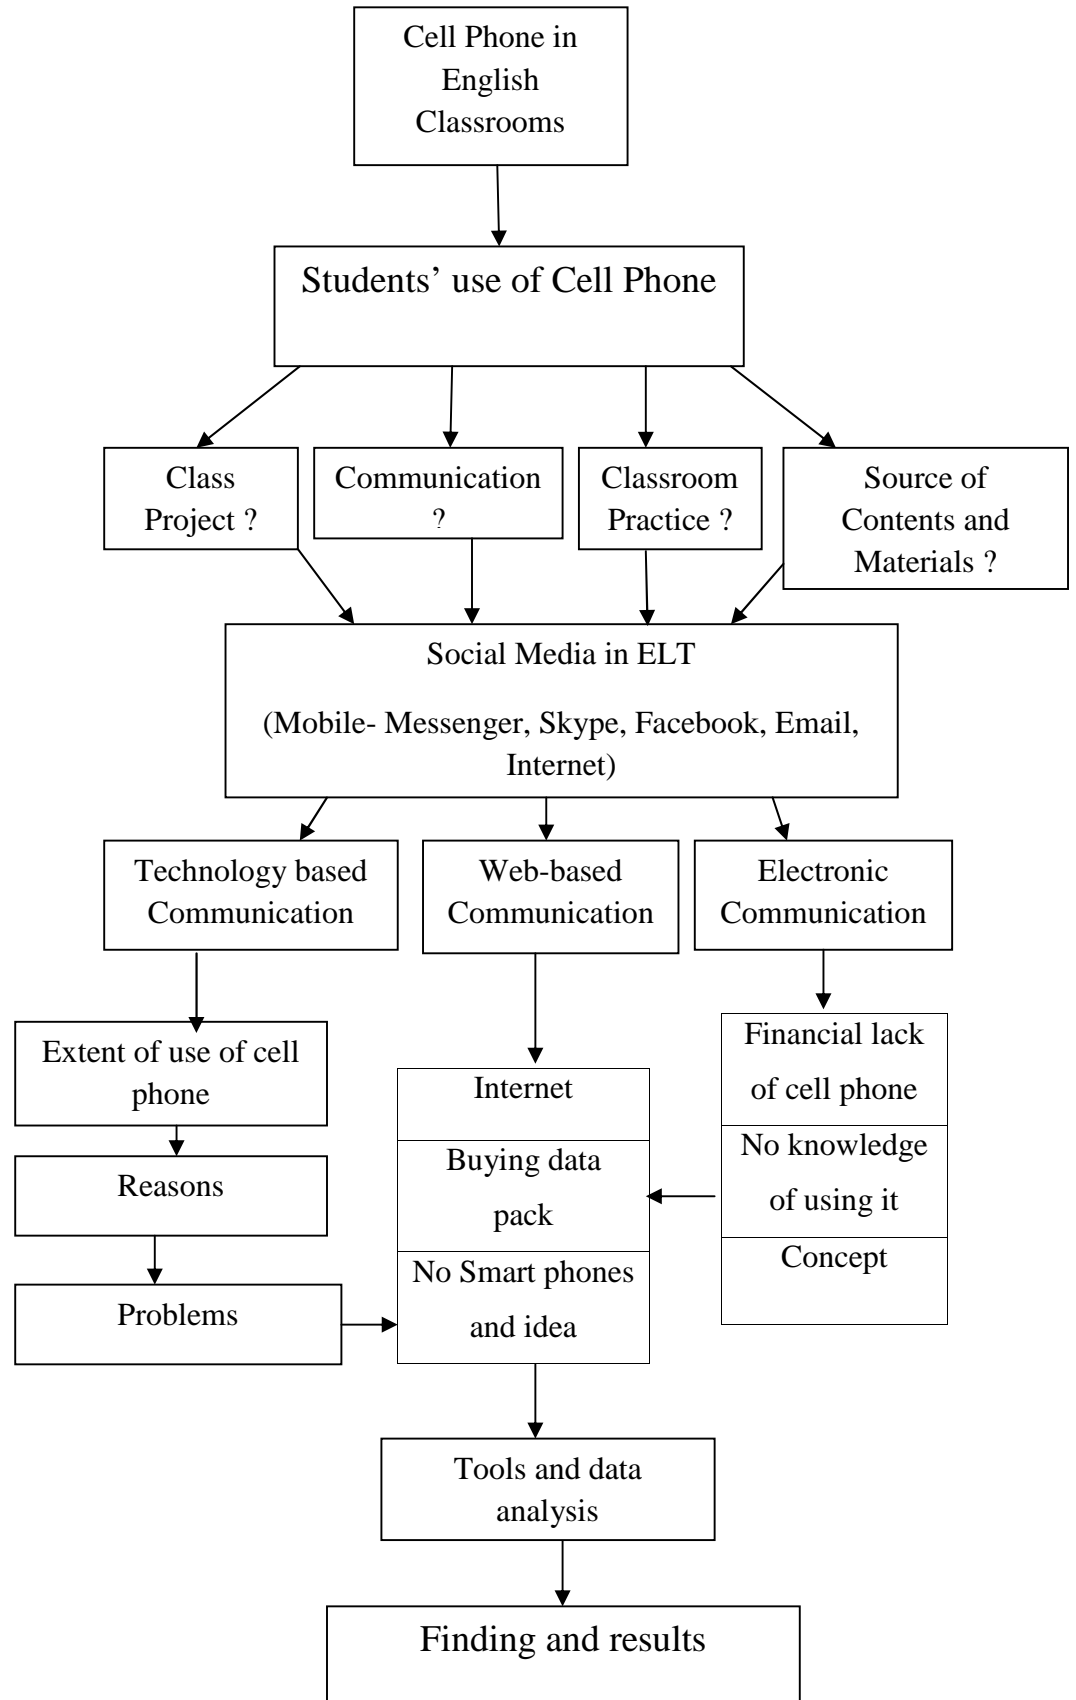 Cell Phone in
English
Classrooms
Students’ use of Cell Phone
Class
Project ?
Communication
?
Classroom
Practice ?
Source of
Contents and
Materials ?
Social Media in ELT
(Mobile- Messenger, Skype, Facebook, Email,
Internet)
Technology based
Communication
Web-based
Communication
Electronic
Communication
Extent of use of cell
phone
Reasons
Problems
Internet
Buying data
pack
No Smart phones
and idea
Financial lack
of cell phone
No knowledge
of using it
Concept
Tools and data
analysis
Finding and results